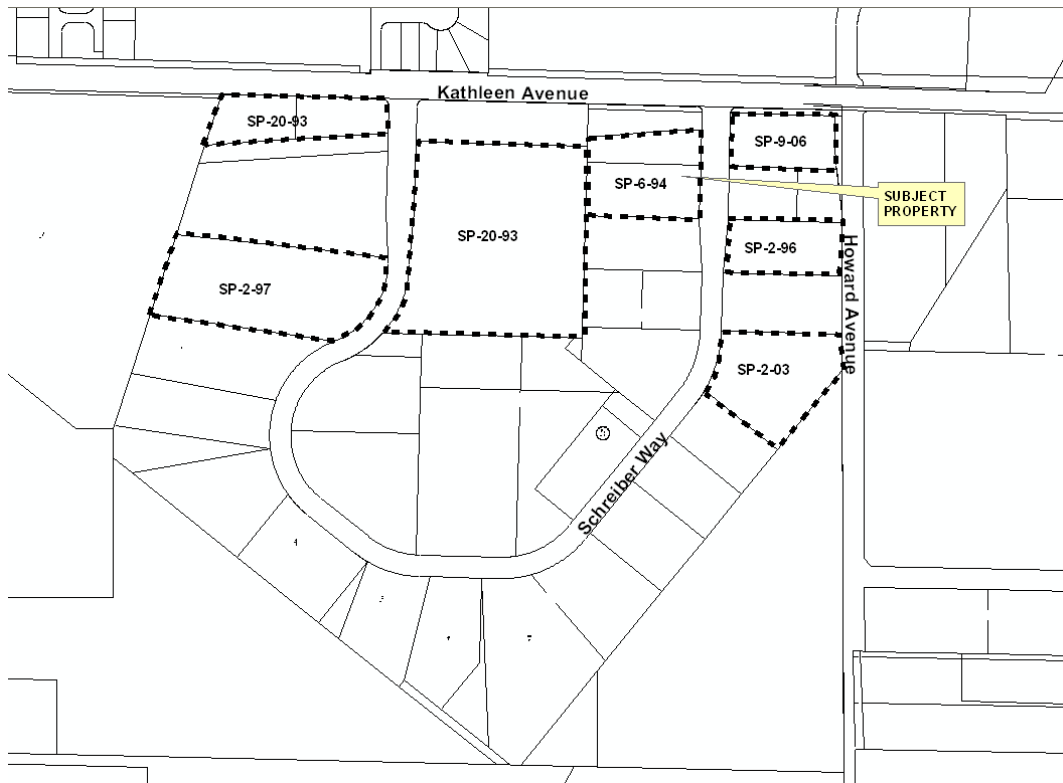 Kathleen Avenue
SP-20-93
SP-9-06
SP-6-94
SUBJECT
PROPERTY
SP-20-93
SP-2-96
Howard Avenue
SP-2-97
SP-2-03
Schreiber Way